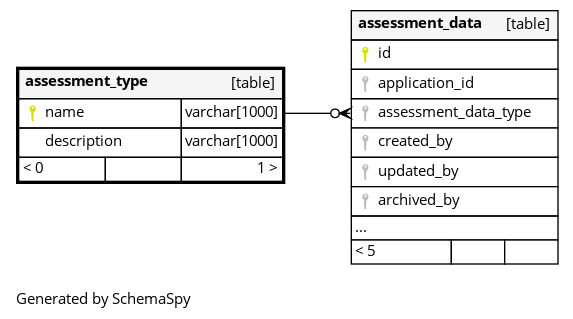 assessment_type [table]
name varchar[1000]
description varchar[1000]
< 0 1 >
assessment_data [table]
id
application_id
assessment_data_type
created_by
updated_by
archived_by
...
< 5
Generated by SchemaSpy